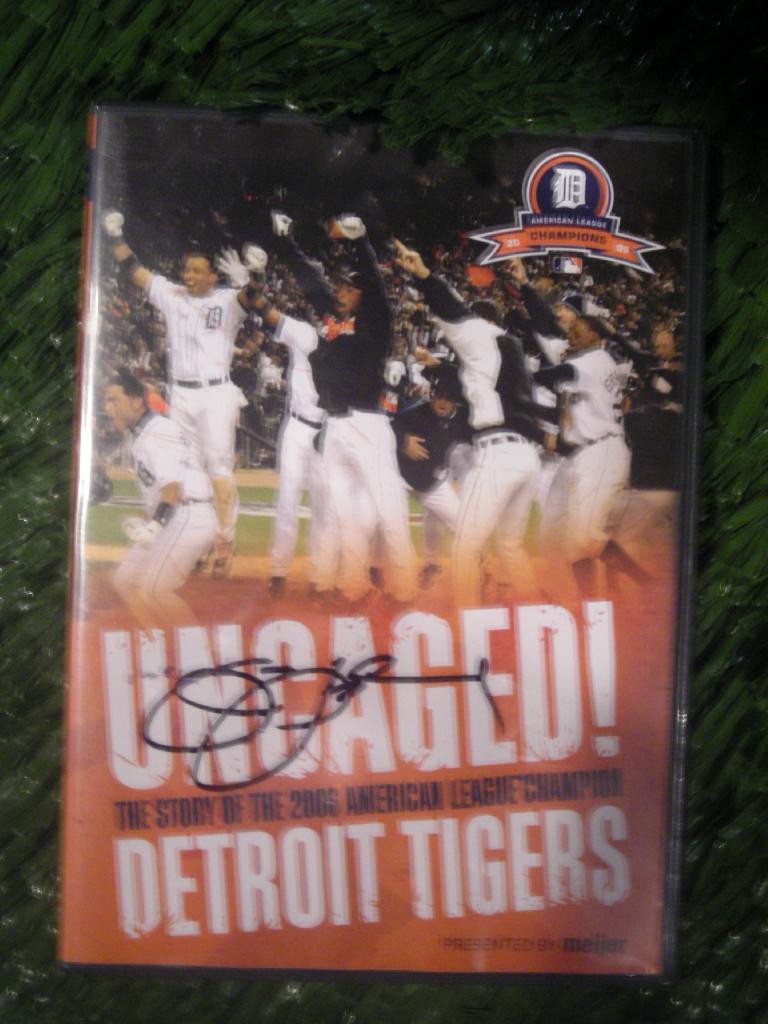 D
AMERICAN LEAGUE
20 CHAMPIONS 06
D
UNCAGED!
THE STORY OF THE 2006 AMERICAN LEAGUE CHAMPION
DETROIT TIGERS
PRESENTED BY meijer